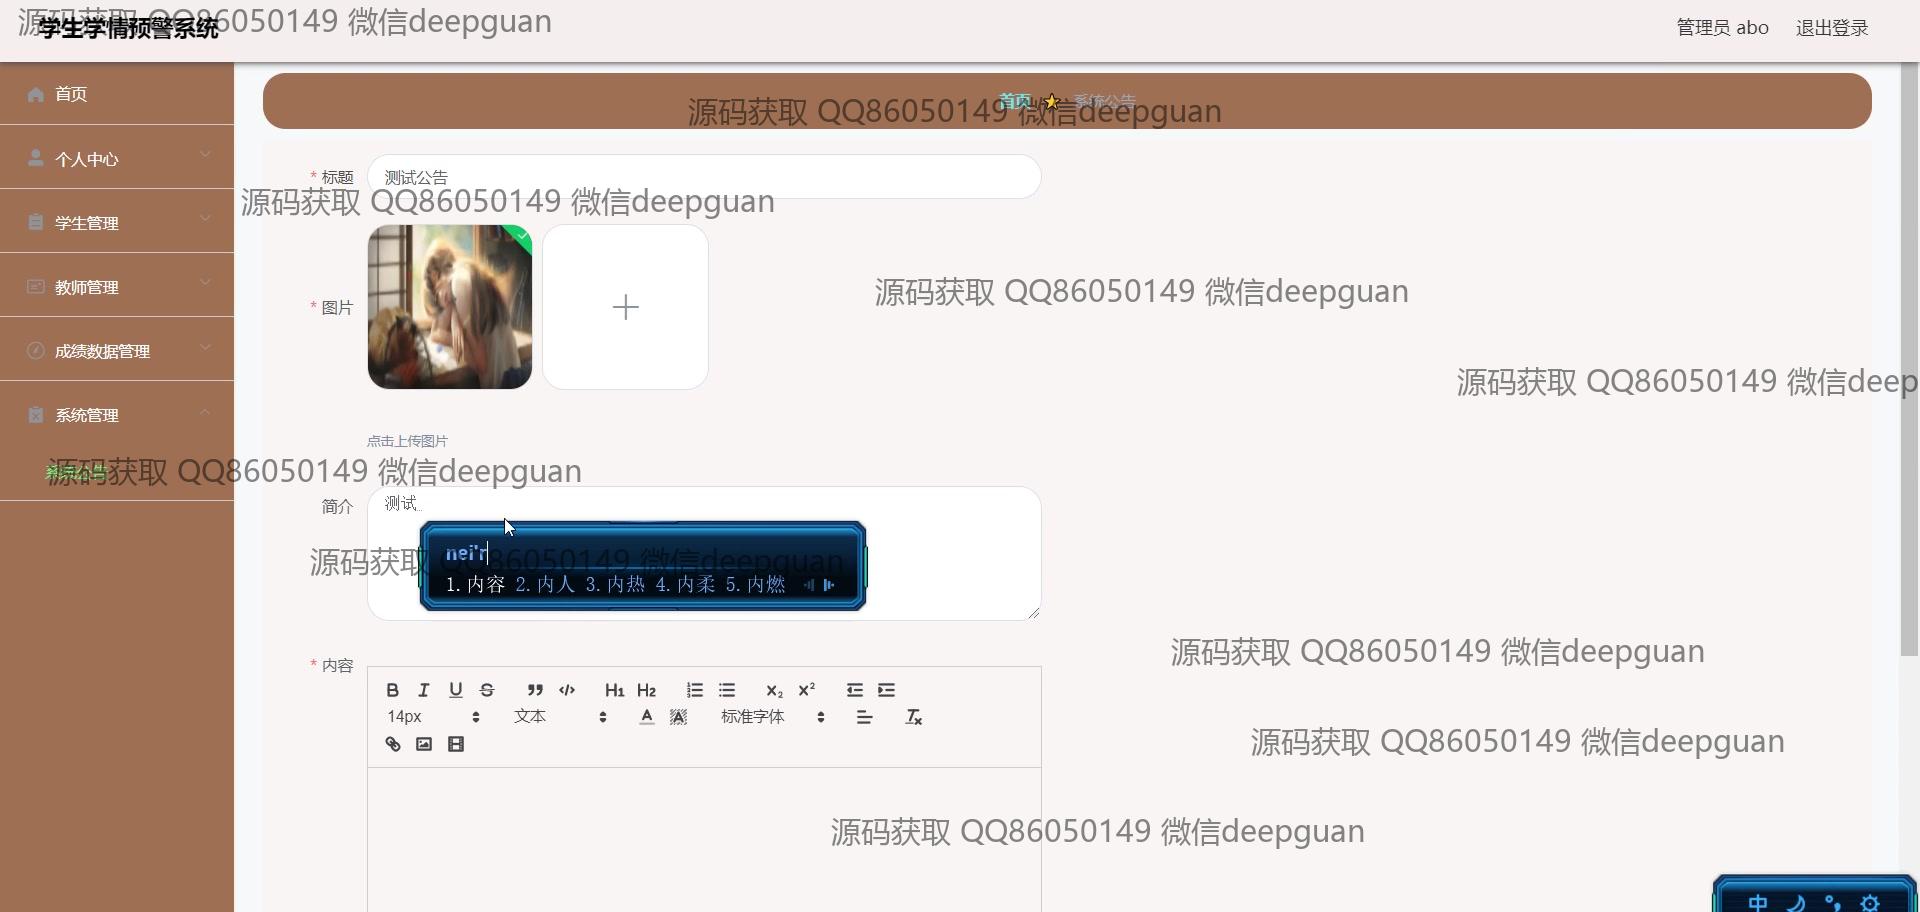 源码获取 QQ86050149 微信deepguan
学生学情预警系统
管理员 abo
退出登录
首页
个人中心
学生管理
教师管理
成绩数据管理
系统管理
系统公告
源码获取 QQ86050149 微信deepguan
首页
系统公告
源码获取 QQ86050149 微信deepguan
* 标题
测试公告
源码获取 QQ86050149 微信deepguan
* 图片
源码获取 QQ86050149 微信deepguan
源码获取 QQ86050149 微信deep
点击上传图片
简介
测试
nei'r
源码获取 QQ86050149 微信deepguan
1.内容 2.内人 3.内热 4.内柔 5.内燃
源码获取 QQ86050149 微信deepguan
* 内容
B I U S H1 H2 X2 X2
14px 文本 A A 标准字体
源码获取 QQ86050149 微信deepguan
源码获取 QQ86050149 微信deepguan
中